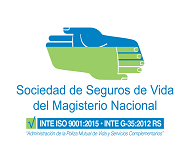 Sociedad de Seguros de Vida
del Magisterio Nacional
INTE ISO 9001:2015 • INTE G-35:2012 RS
"Administración de la Póliza Mutual de Vida y Servicios Complementarios"